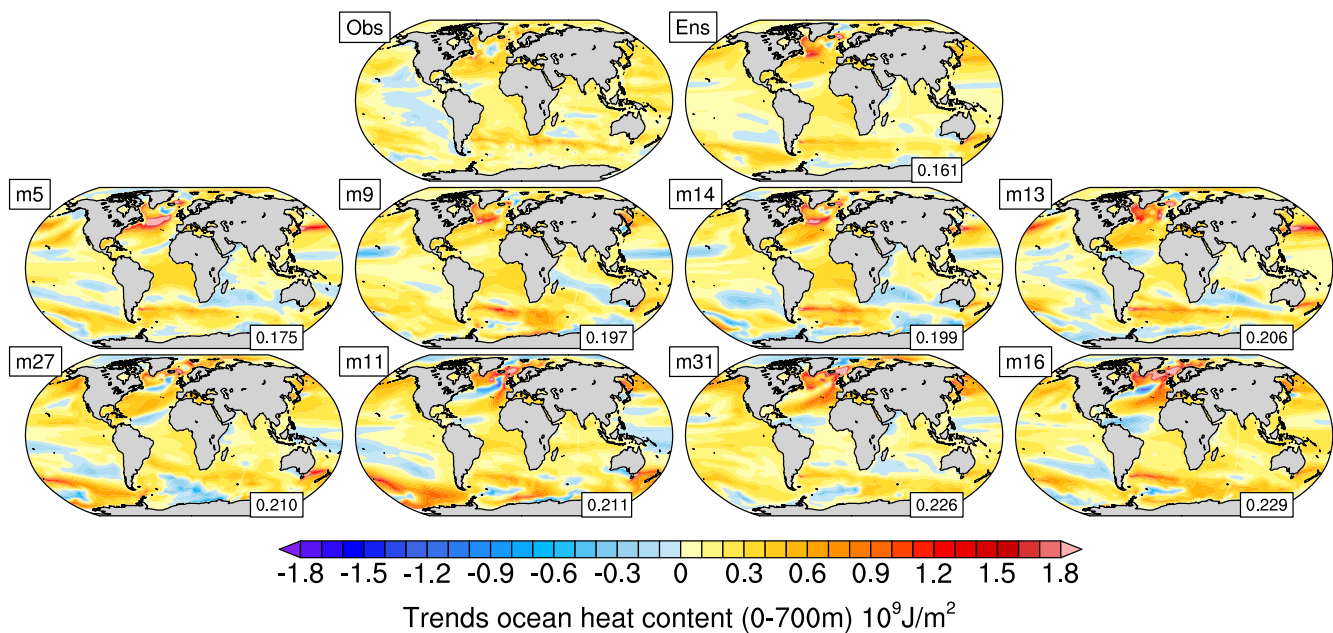 Obs Ens
0.161
m5 m9 m14 m13
0.175 0.197 0.199 0.206
m27 m11 m31 m16
0.210 0.211 0.226 0.229
-1.8 -1.5 -1.2 -0.9 -0.6 -0.3 0 0.3 0.6 0.9 1.2 1.5 1.8
Trends ocean heat content (0-700m) 10⁹J/m²